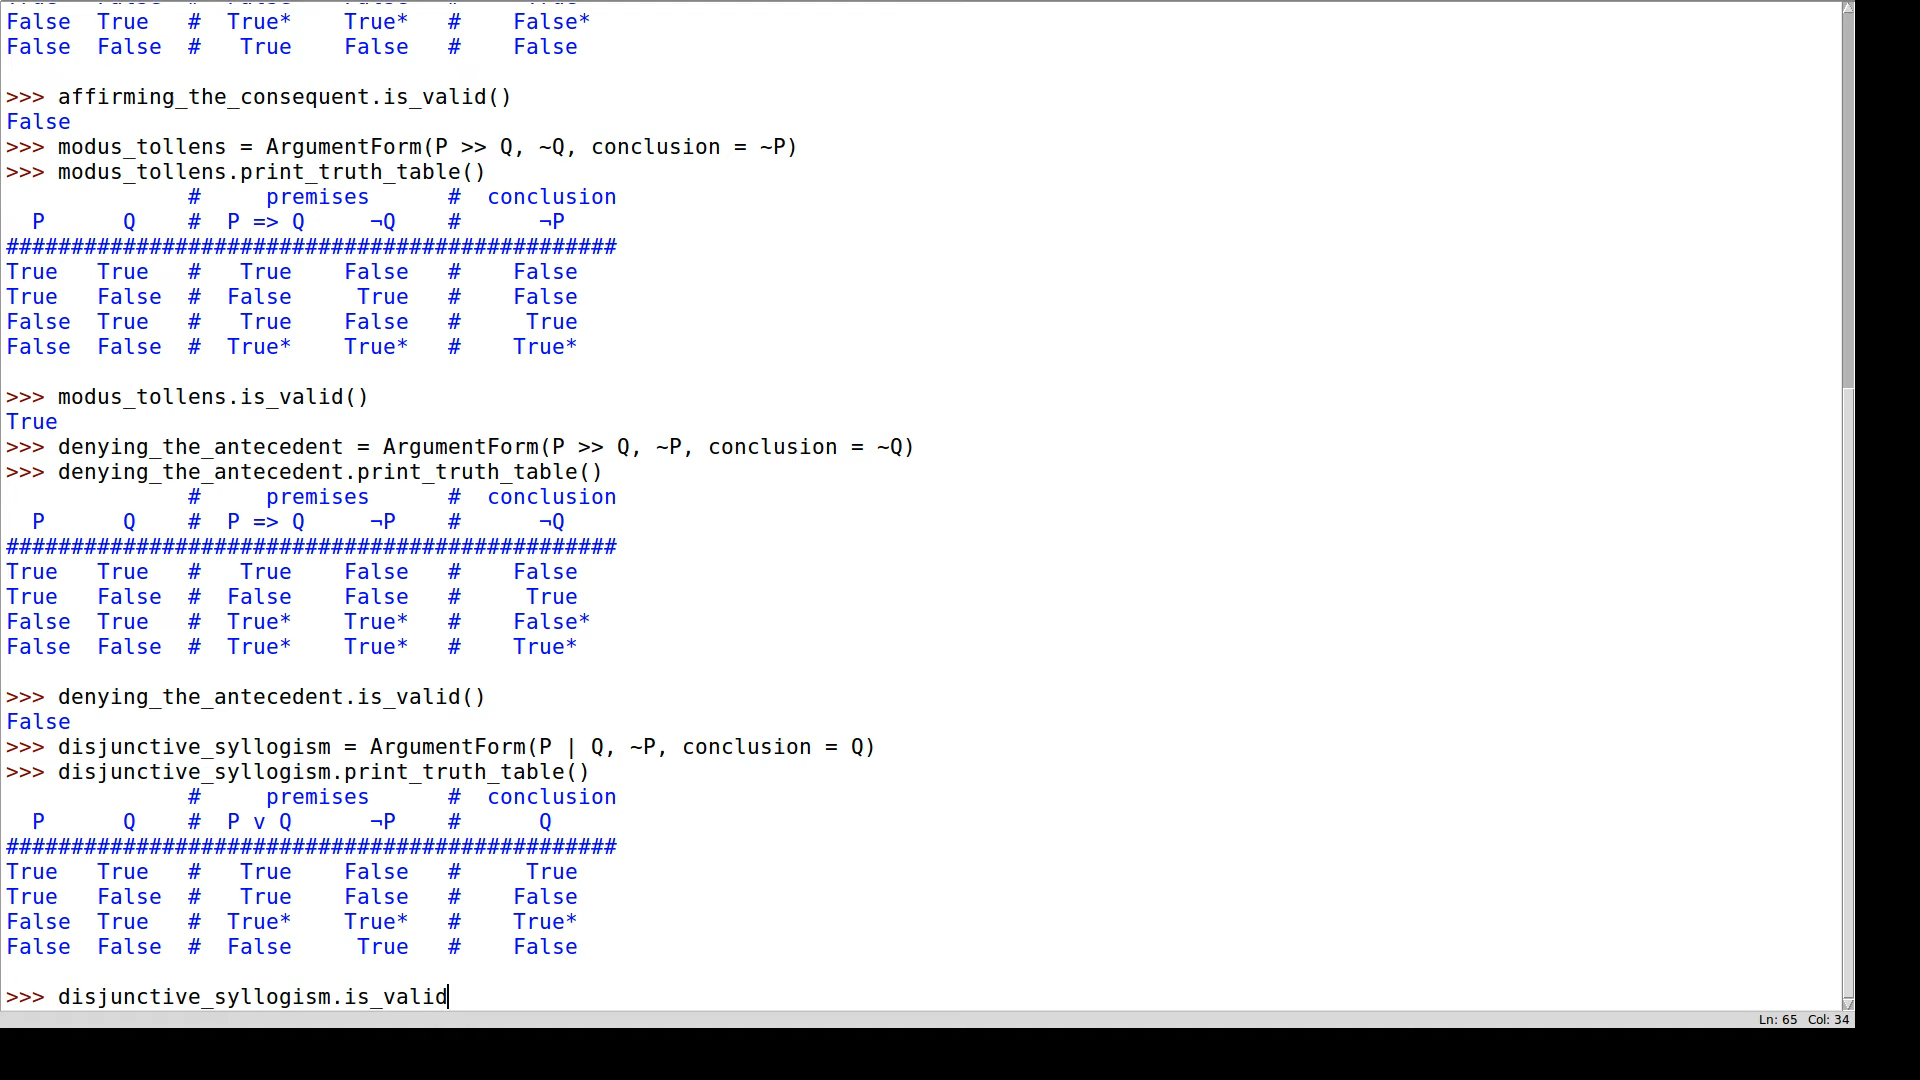 False  True   #  True*    True*   #    False*
False  False  #   True    False   #    False
>>> affirming_the_consequent.is_valid()
False
>>> modus_tollens = ArgumentForm(P >> Q, ~Q, conclusion = ~P)
>>> modus_tollens.print_truth_table()
              #     premises      #  conclusion
  P      Q    #  P => Q     ¬Q    #      ¬P
###############################################
True   True   #   True    False   #    False
True   False  #  False     True   #    False
False  True   #   True    False   #     True
False  False  #  True*    True*   #    True*
>>> modus_tollens.is_valid()
True
>>> denying_the_antecedent = ArgumentForm(P >> Q, ~P, conclusion = ~Q)
>>> denying_the_antecedent.print_truth_table()
              #     premises      #  conclusion
  P      Q    #  P => Q     ¬P    #      ¬Q
###############################################
True   True   #   True    False   #    False
True   False  #  False    False   #     True
False  True   #  True*    True*   #    False*
False  False  #  True*    True*   #    True*
>>> denying_the_antecedent.is_valid()
False
>>> disjunctive_syllogism = ArgumentForm(P | Q, ~P, conclusion = Q)
>>> disjunctive_syllogism.print_truth_table()
              #     premises      #  conclusion
  P      Q    #  P v Q      ¬P    #      Q
###############################################
True   True   #   True    False   #     True
True   False  #   True    False   #    False
False  True   #  True*    True*   #    True*
False  False  #  False     True   #    False
>>> disjunctive_syllogism.is_valid
Ln: 65 Col: 34